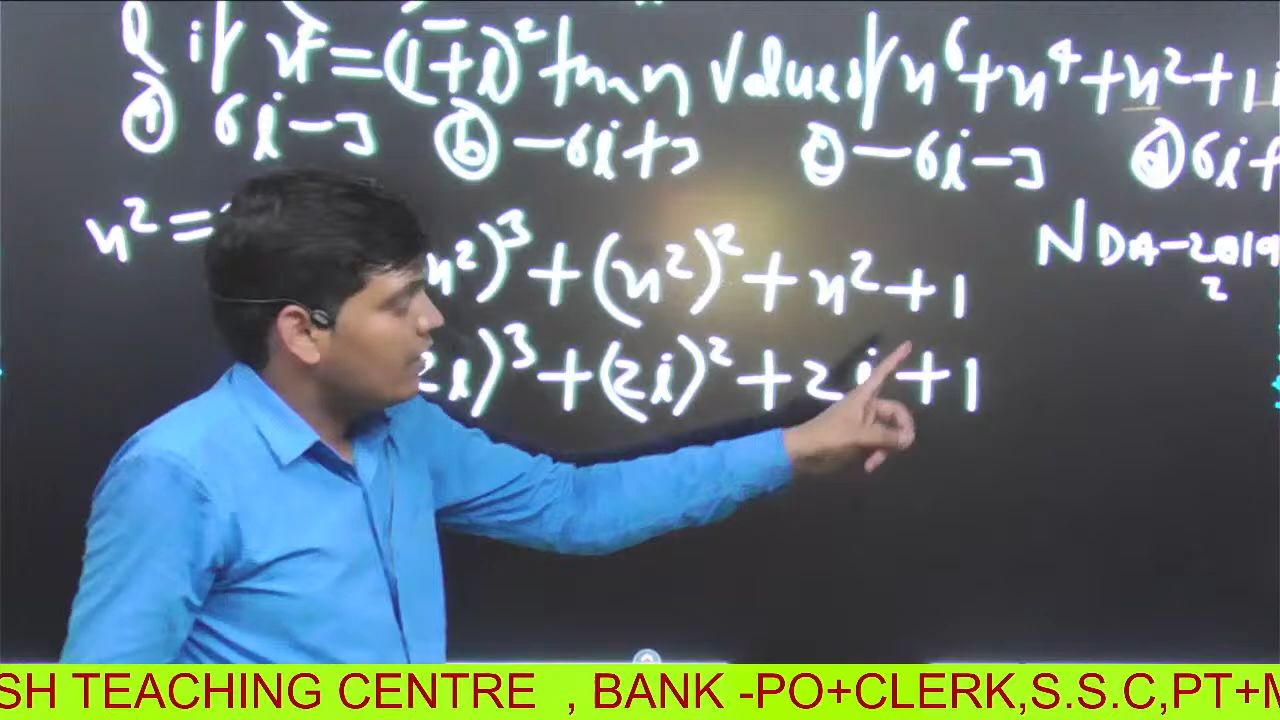 Q if x² = (1+i)² then value of x⁶+x⁴+x²+1 i
ⓐ 6i-3 ⓑ -6i+3 ⓒ -6i-3 ⓓ 6i+
x²=
x²)³+(x²)²+x²+1
NDA-2019
2
2i)³+(2i)²+2i+1
SH TEACHING CENTRE , BANK -PO+CLERK,S.S.C,PT+M